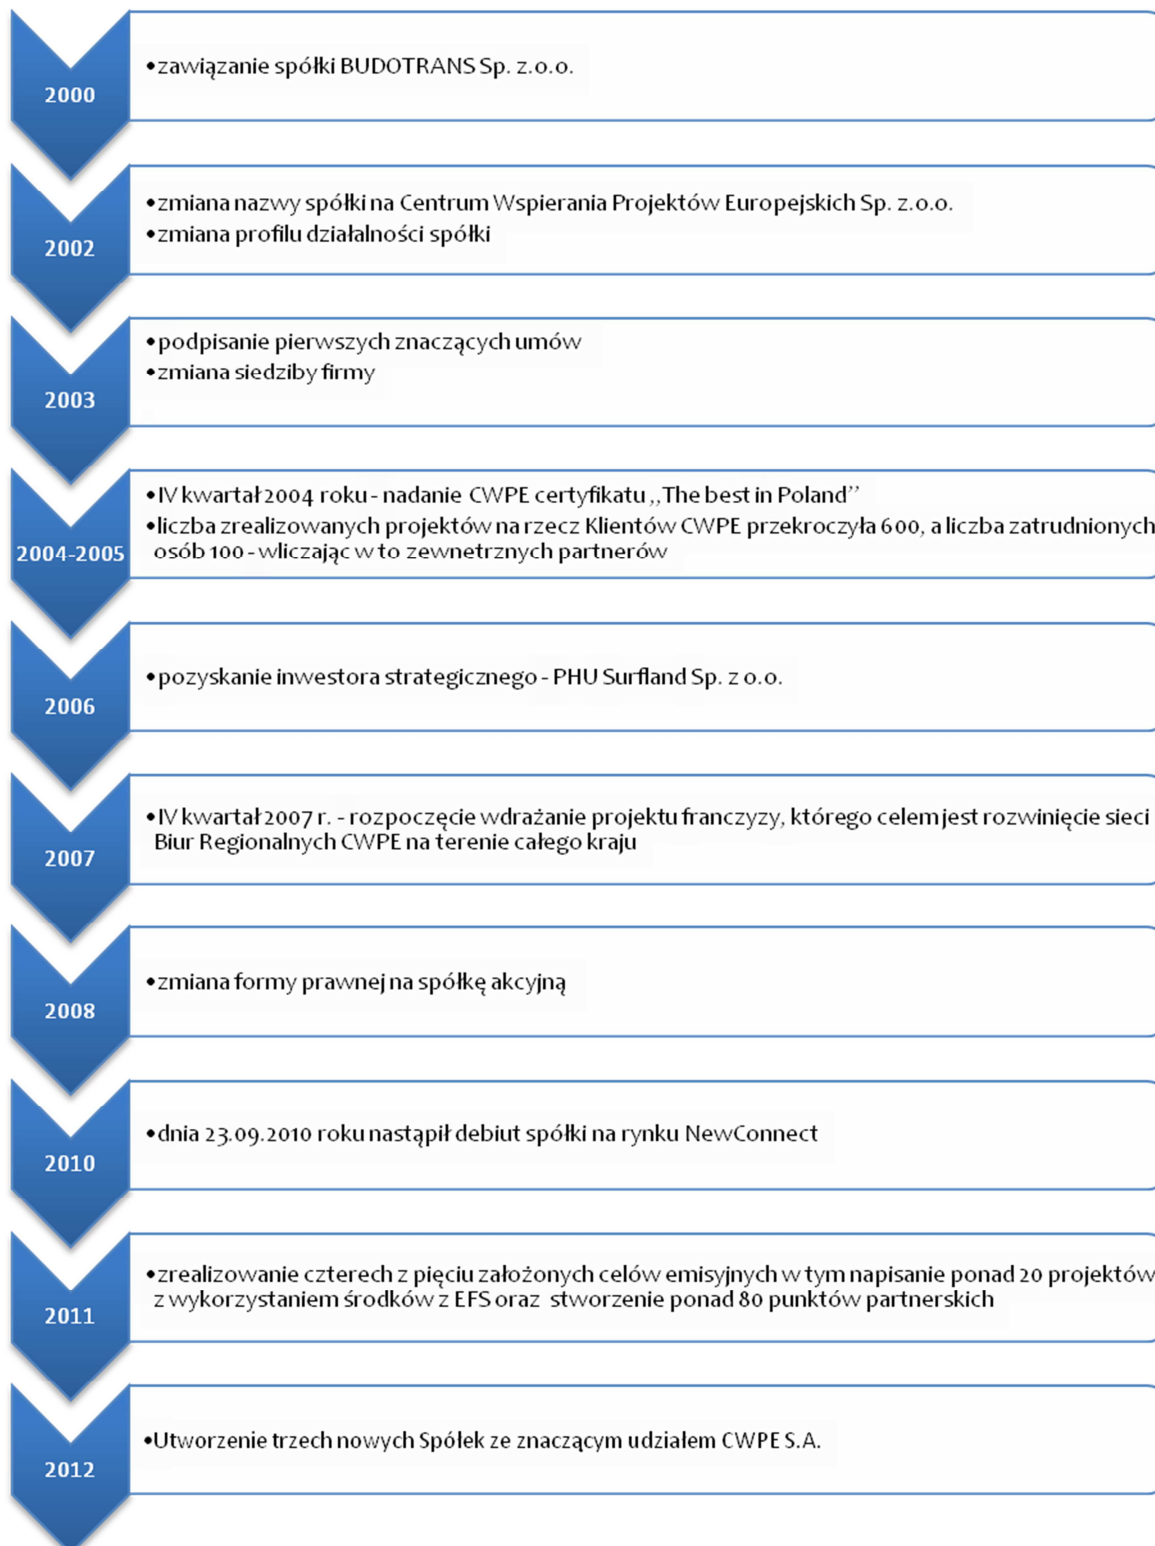 2000
•zawiązanie spółki BUDOTRANS Sp. z.o.o.
2002
•zmiana nazwy spółki na Centrum Wspierania Projektów Europejskich Sp. z.o.o.
•zmiana profilu działalności spółki
2003
•podpisanie pierwszych znaczących umów
•zmiana siedziby firmy
2004-2005
•IV kwartał 2004 roku - nadanie CWPE certyfikatu ,,The best in Poland''
•liczba zrealizowanych projektów na rzecz Klientów CWPE przekroczyła 600, a liczba zatrudnionych
osób 100 - wliczając w to zewnetrznych partnerów
2006
•pozyskanie inwestora strategicznego - PHU Surfland Sp. z o.o.
2007
•IV kwartał 2007 r. - rozpoczęcie wdrażanie projektu franczyzy, którego celem jest rozwinięcie sieci
Biur Regionalnych CWPE na terenie całego kraju
2008
•zmiana formy prawnej na spółkę akcyjną
2010
•dnia 23.09.2010 roku nastąpił debiut spółki na rynku NewConnect
2011
•zrealizowanie czterech z pięciu założonych celów emisyjnych w tym napisanie ponad 20 projektów
z wykorzystaniem środków z EFS oraz stworzenie ponad 80 punktów partnerskich
2012
•Utworzenie trzech nowych Spółek ze znaczącym udziałem CWPE S.A.